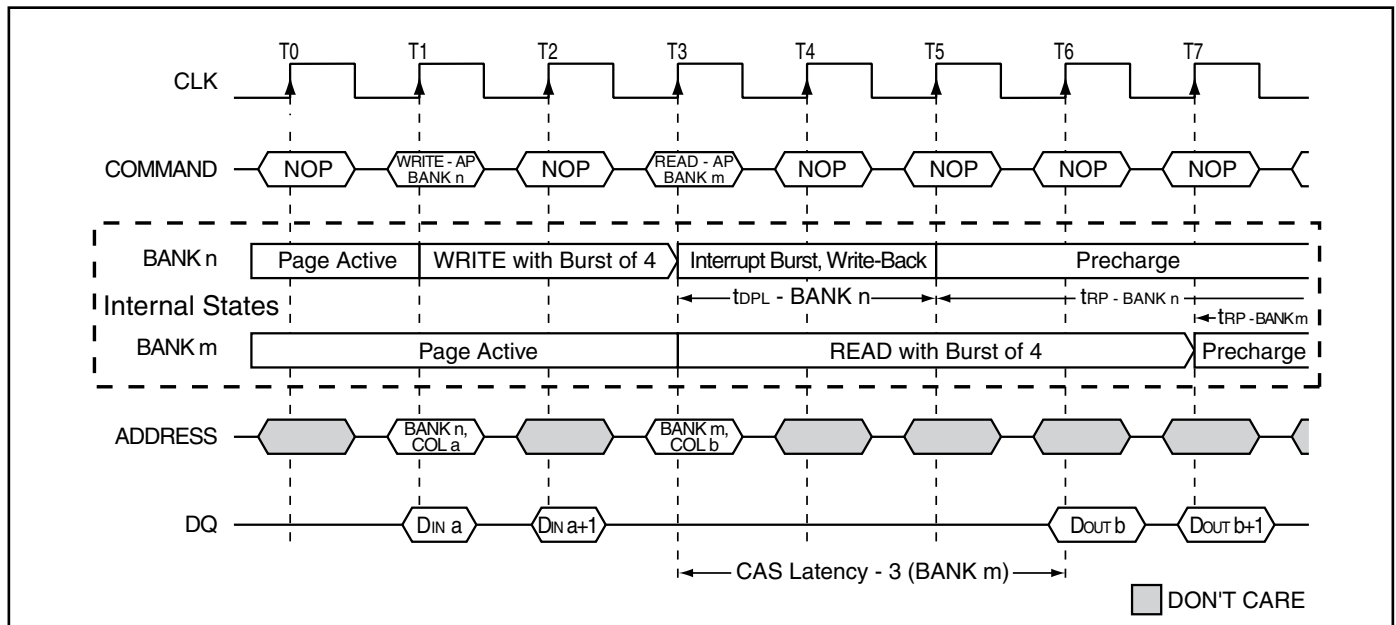 T0 T1 T2 T3 T4 T5 T6 T7
CLK
COMMAND NOP WRITE - AP BANK n NOP READ - AP BANK m NOP NOP NOP NOP
BANK n Page Active WRITE with Burst of 4 Interrupt Burst, Write-Back Precharge
tDPL - BANK n tRP - BANK n
Internal States
tRP - BANK m
BANK m Page Active READ with Burst of 4 Precharge
ADDRESS BANK n, COL a BANK m, COL b
DQ DIN a DIN a+1 DOUT b DOUT b+1
CAS Latency - 3 (BANK m)
DON'T CARE